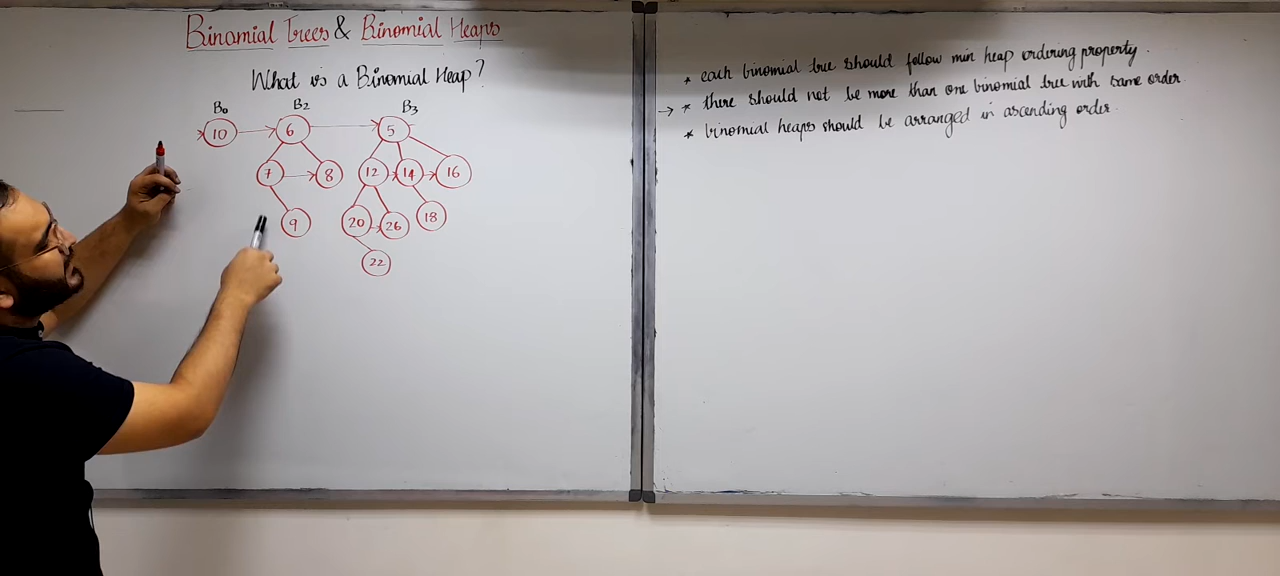 Binomial Trees & Binomial Heaps
What is a Binomial Heap?
B₀ B₂ B₃
10 6 5
7 8 12 14 16
9 20 26 18
22
* each binomial tree should follow min heap ordering property.
→ * there should not be more than one binomial tree with same order.
* binomial heaps should be arranged in ascending order.